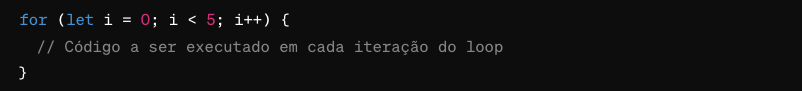 for (let i = 0; i < 5; i++) {
  // Código a ser executado em cada iteração do loop
}